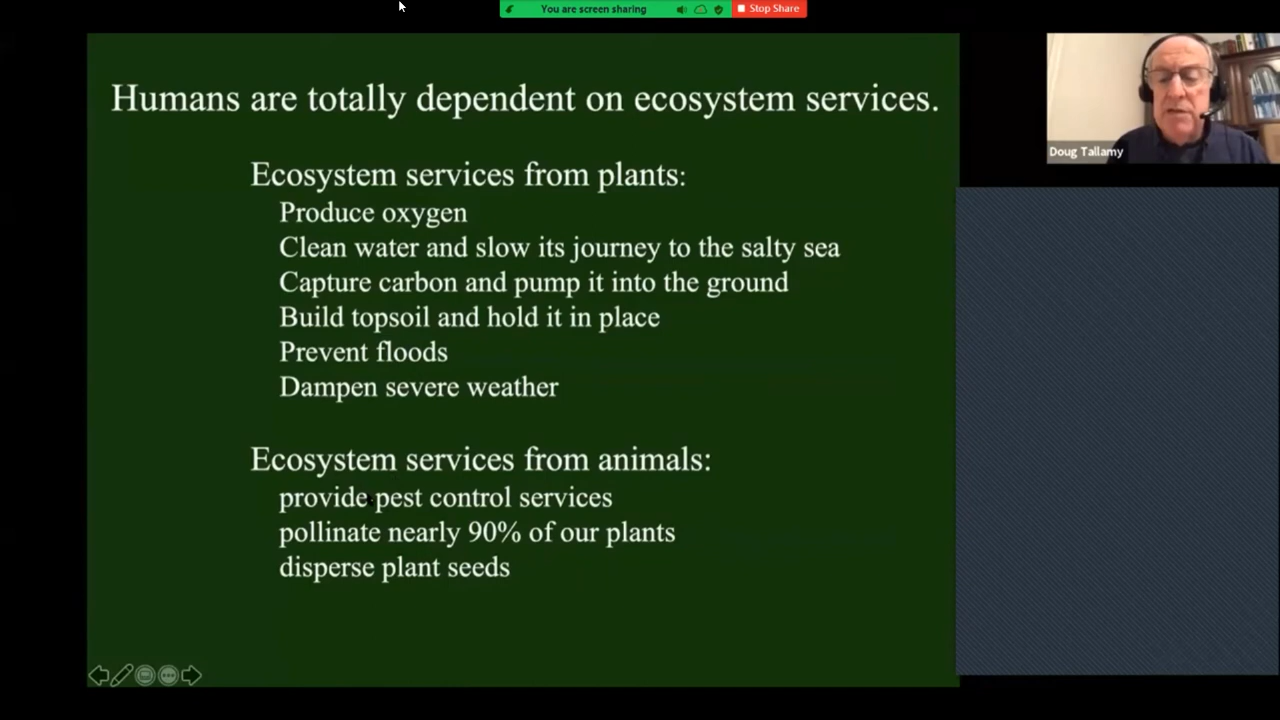 You are screen sharing
Stop Share
Humans are totally dependent on ecosystem services.
Doug Tallamy
Ecosystem services from plants:
Produce oxygen
Clean water and slow its journey to the salty sea
Capture carbon and pump it into the ground
Build topsoil and hold it in place
Prevent floods
Dampen severe weather
Ecosystem services from animals:
provide pest control services
pollinate nearly 90% of our plants
disperse plant seeds